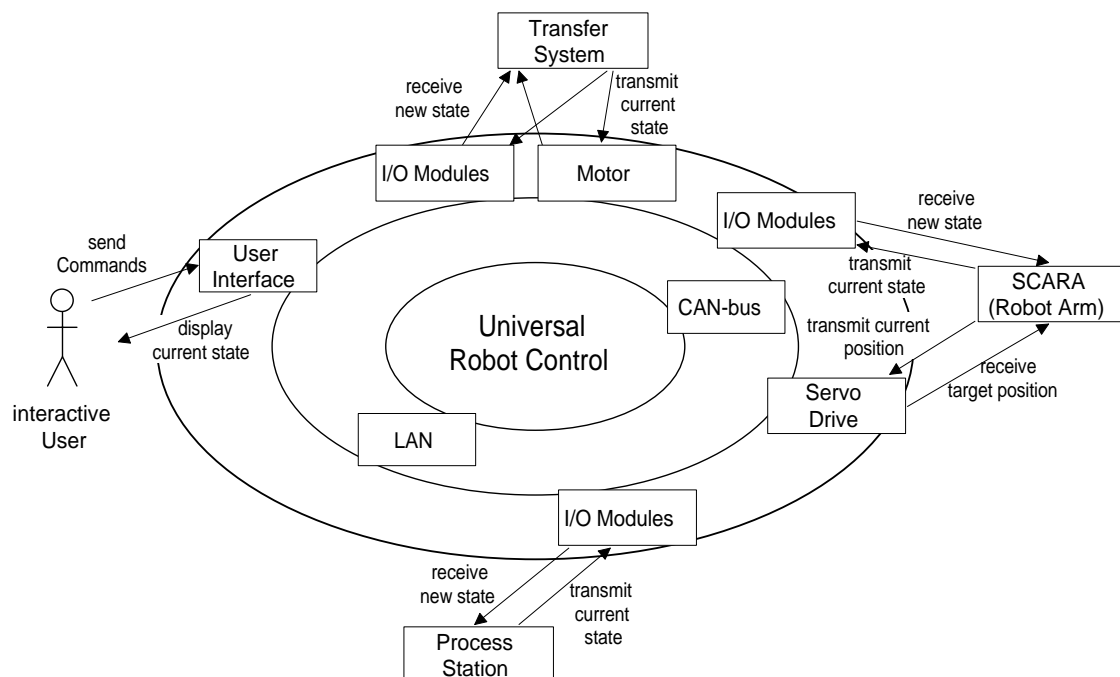 Transfer
System
receive
new state
transmit
current
state
I/O Modules
Motor
I/O Modules
receive
new state
send
Commands
User
Interface
transmit
current state
SCARA
(Robot Arm)
CAN-bus
Universal
Robot Control
display
current state
transmit current
position
receive
target position
Servo
Drive
interactive
User
LAN
I/O Modules
receive
new state
transmit
current
state
Process
Station